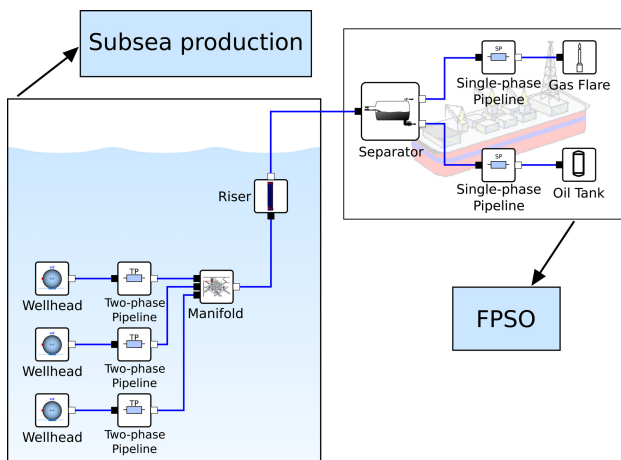 Subsea production
SP
Single-phase
Pipeline
Gas Flare
Separator
SP
Single-phase
Pipeline
Oil Tank
Riser
TP
Wellhead
Two-phase
Pipeline
Manifold
TP
Wellhead
Two-phase
Pipeline
TP
Wellhead
Two-phase
Pipeline
FPSO